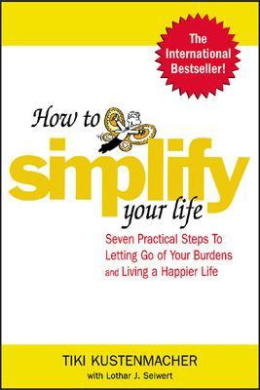 The
International
Bestseller!
How to
simplify
your life
Seven Practical Steps To
Letting Go of Your Burdens
and Living a Happier Life
TIKI KUSTENMACHER
with Lothar J. Seiwert